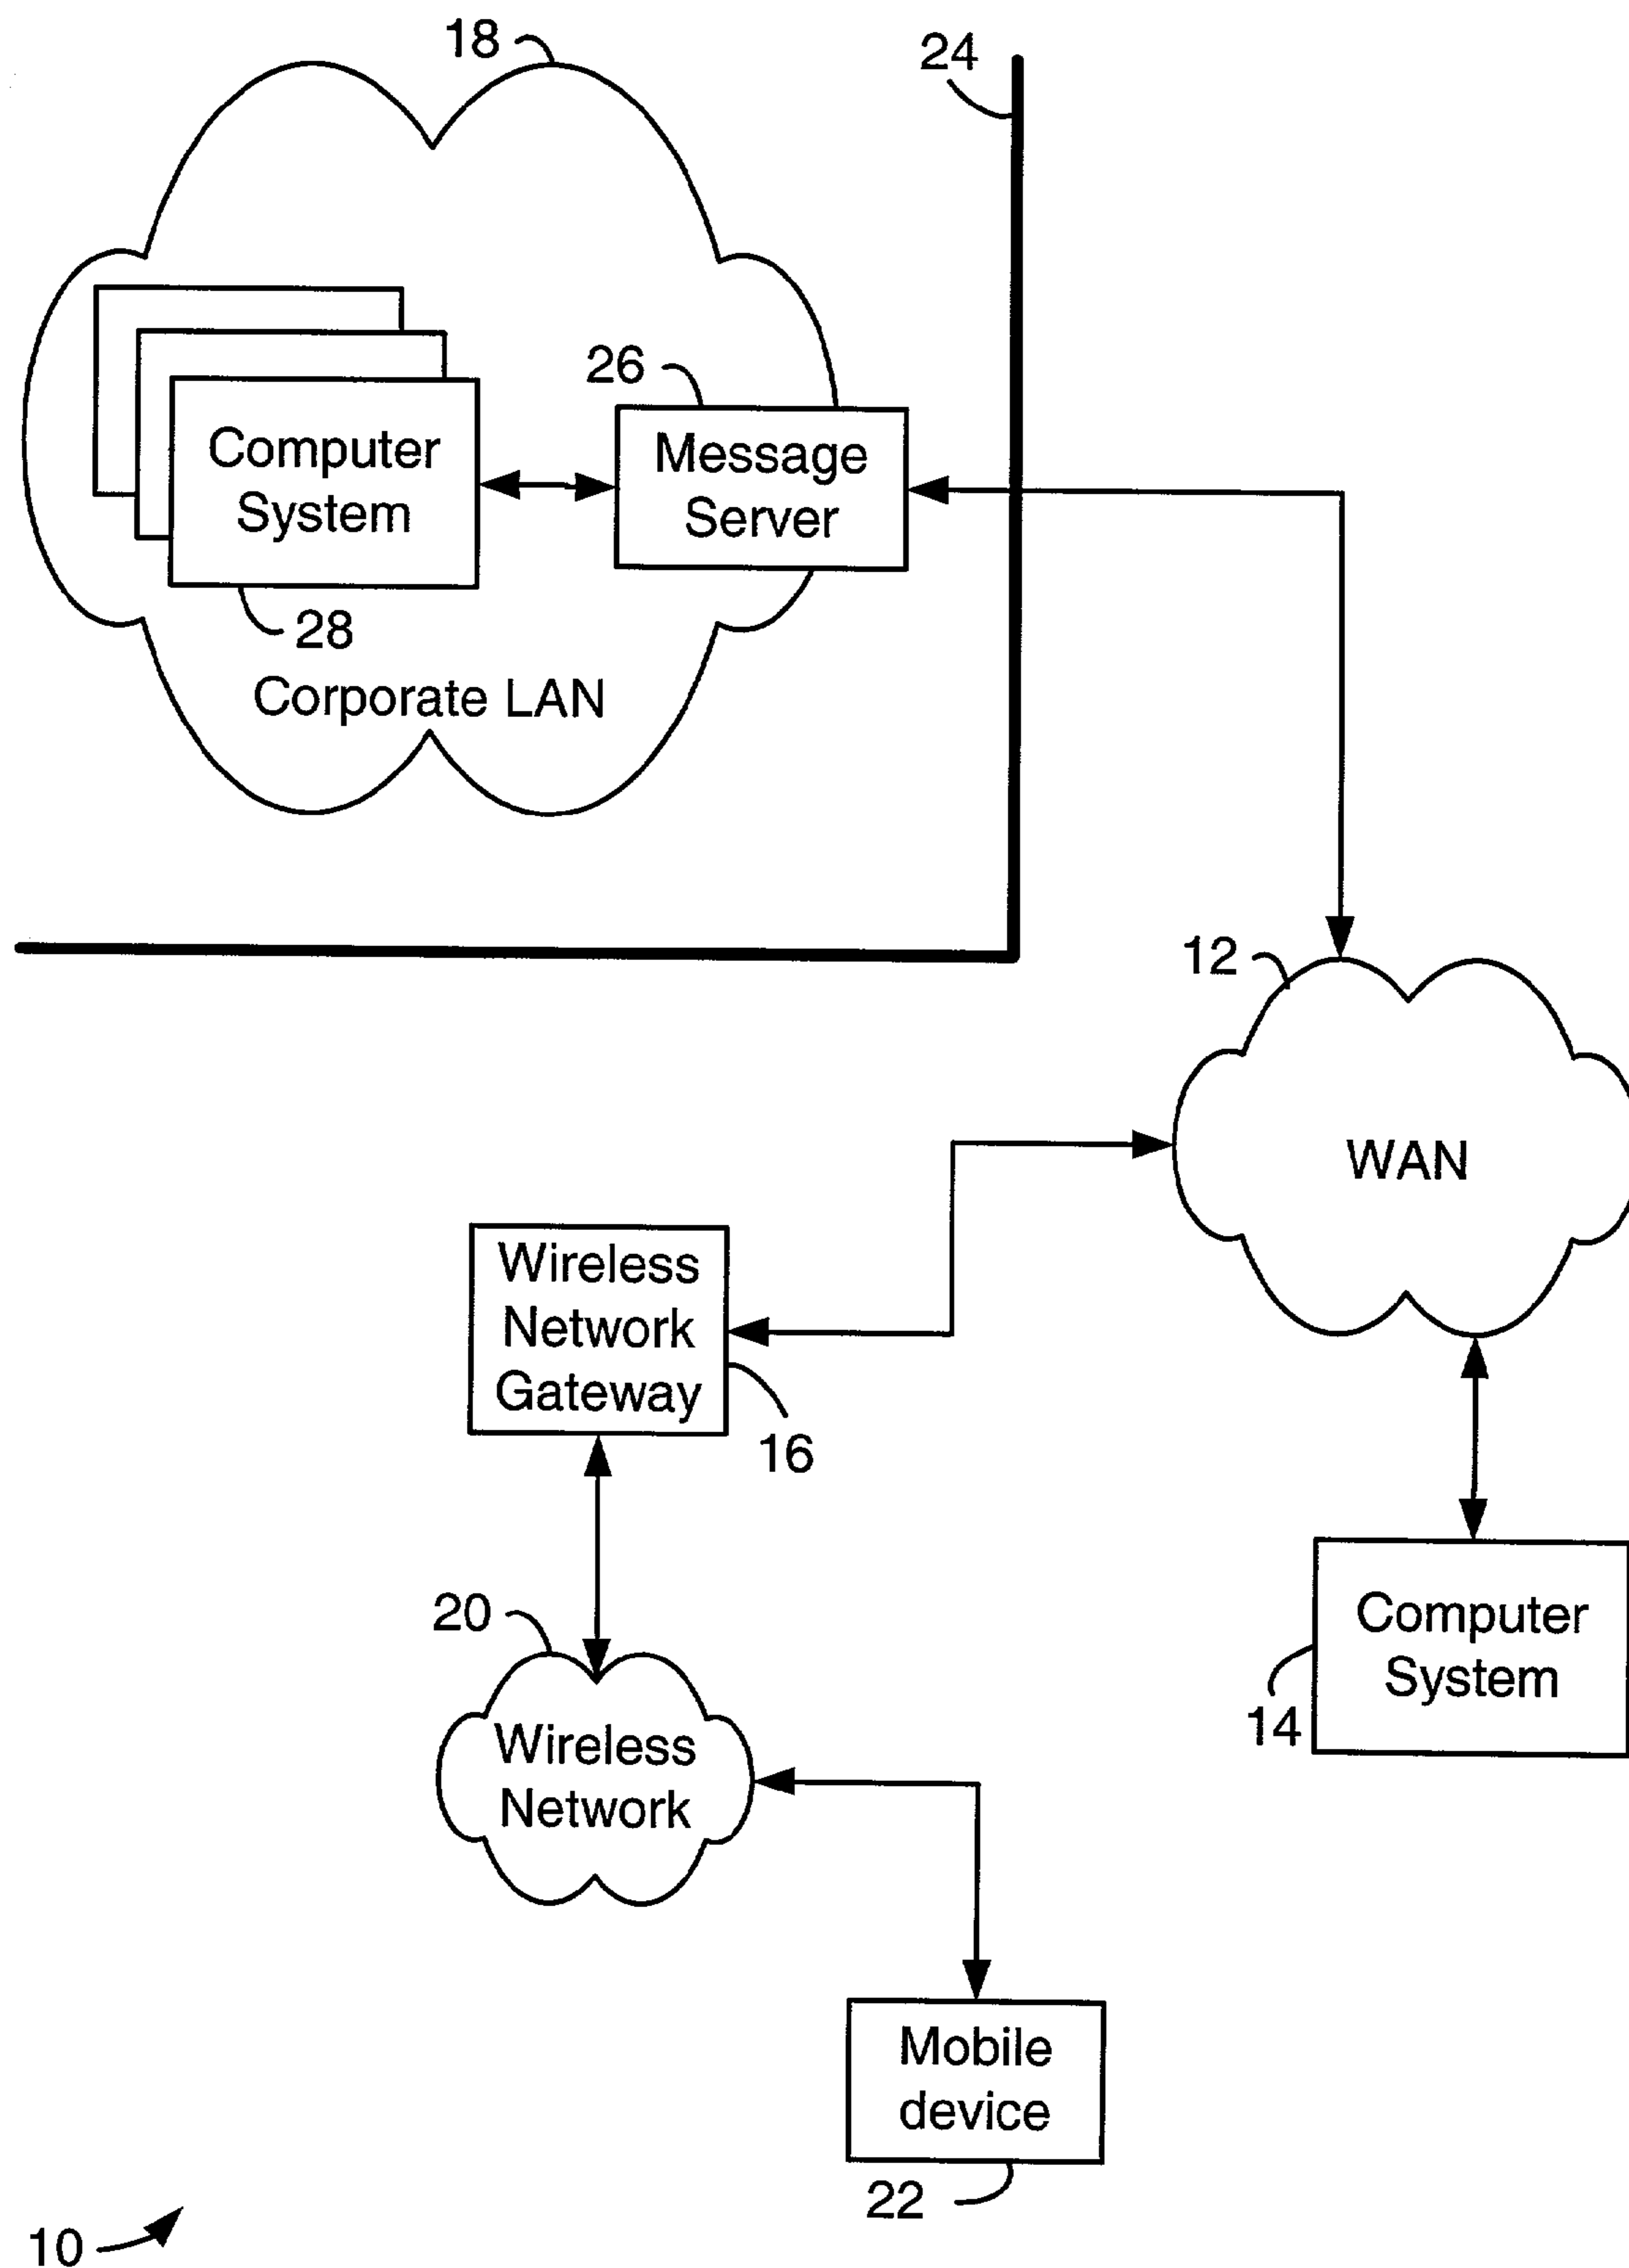 18
24
26
Computer
System
Message
Server
28
Corporate LAN
12
WAN
Wireless
Network
Gateway
16
20
Computer
System
14
Wireless
Network
Mobile
device
22
10